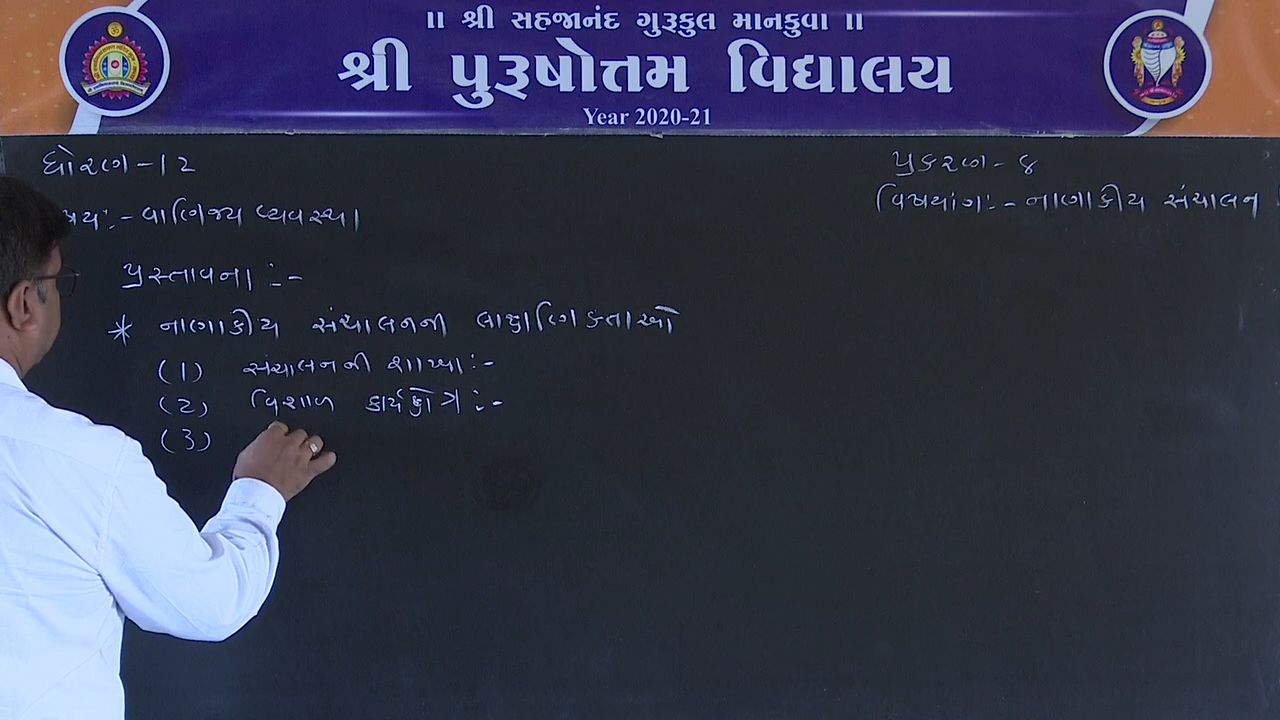 ॥ શ્રી સહજાનંદ ગુરૂકુલ માનકુવા ॥
શ્રી પુરૂષોત્તમ વિદ્યાલય
Year 2020-21
ધોરણ - 12
પ્રકરણ - ૪
વાણિજ્ય વ્યવસ્થા
વિષયાંગ :- નાણાકીય સંચાલન
પ્રસ્તાવના :-
* નાણાકીય સંચાલનની લાક્ષણિકતાઓ
(1) સંચાલનની શાખા :-
(2) વિશાળ કાર્યક્ષેત્ર :-
(3)